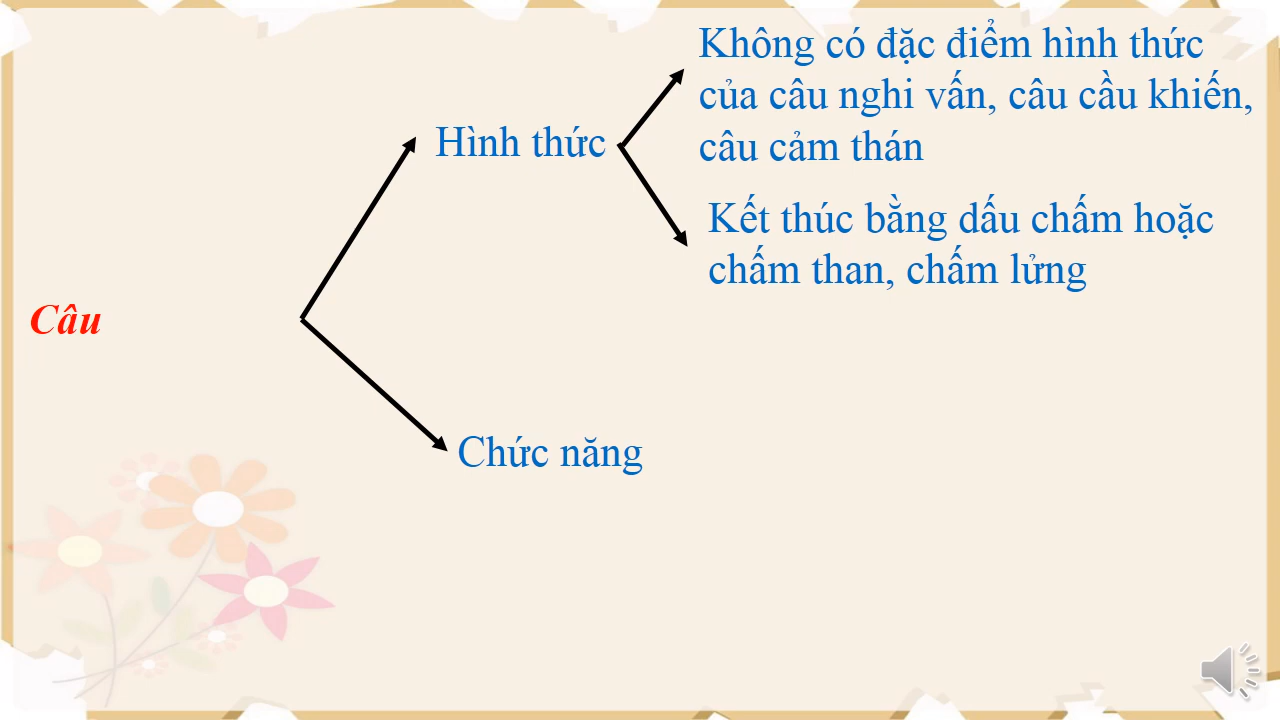 Không có đặc điểm hình thức
của câu nghi vấn, câu cầu khiến,
câu cảm thán
Hình thức
Kết thúc bằng dấu chấm hoặc
chấm than, chấm lửng
Câu
Chức năng